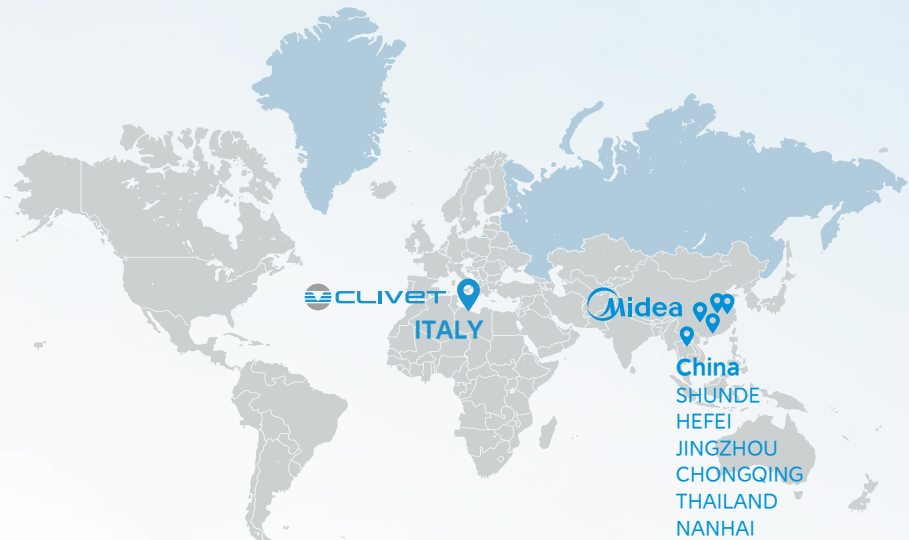 CLIVET
ITALY
Midea
China
SHUNDE
HEFEI
JINGZHOU
CHONGQING
THAILAND
NANHAI